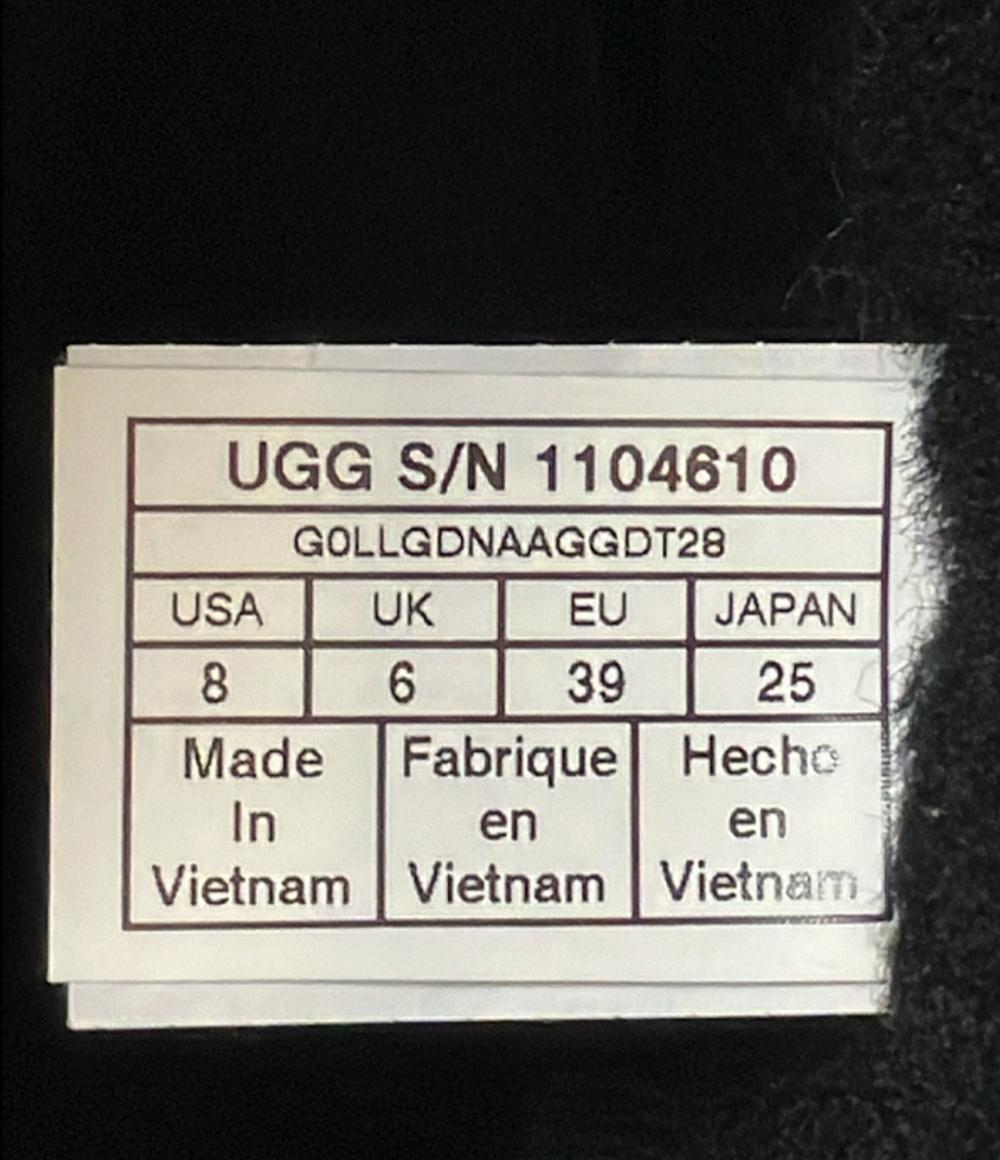 UGG S/N 1104610
G0LLGDNAAGGDT28
USA UK EU JAPAN
8 6 39 25
Made Fabrique Hecho
In en en
Vietnam Vietnam Vietnam